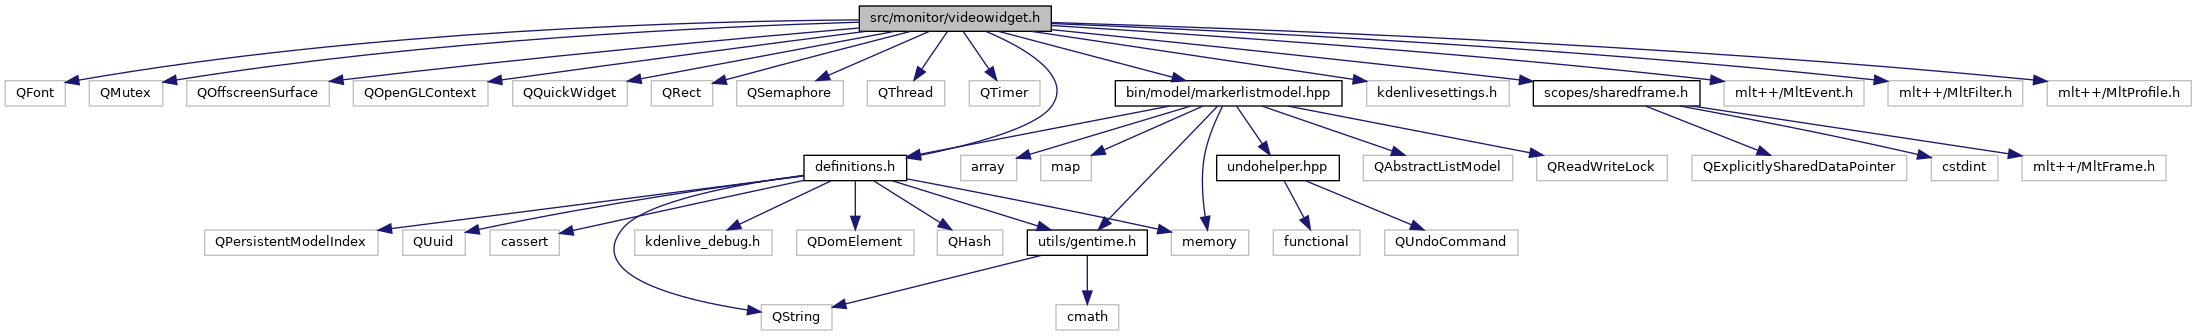 src/monitor/videowidget.h
QFont
QMutex
QOffscreenSurface
QOpenGLContext
QQuickWidget
QRect
QSemaphore
QThread
QTimer
bin/model/markerlistmodel.hpp
kdenlivesettings.h
scopes/sharedframe.h
mlt++/MltEvent.h
mlt++/MltFilter.h
mlt++/MltProfile.h
definitions.h
array
map
undohelper.hpp
QAbstractListModel
QReadWriteLock
QExplicitlySharedDataPointer
cstdint
mlt++/MltFrame.h
QPersistentModelIndex
QUuid
cassert
kdenlive_debug.h
QDomElement
QHash
utils/gentime.h
memory
functional
QUndoCommand
QString
cmath